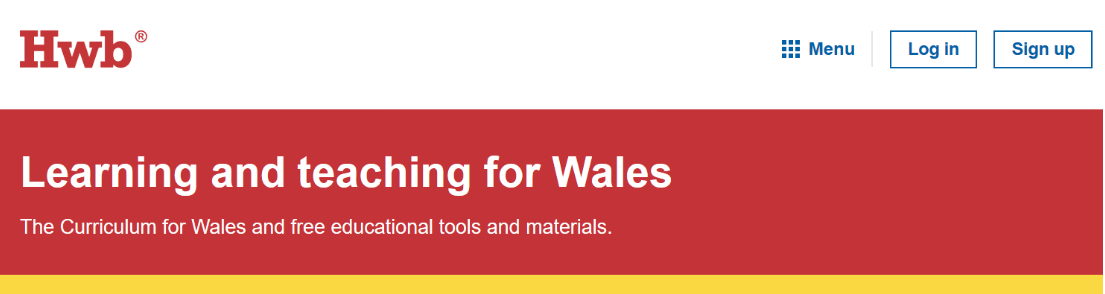 Hwb®
Menu
Log in
Sign up
Learning and teaching for Wales
The Curriculum for Wales and free educational tools and materials.